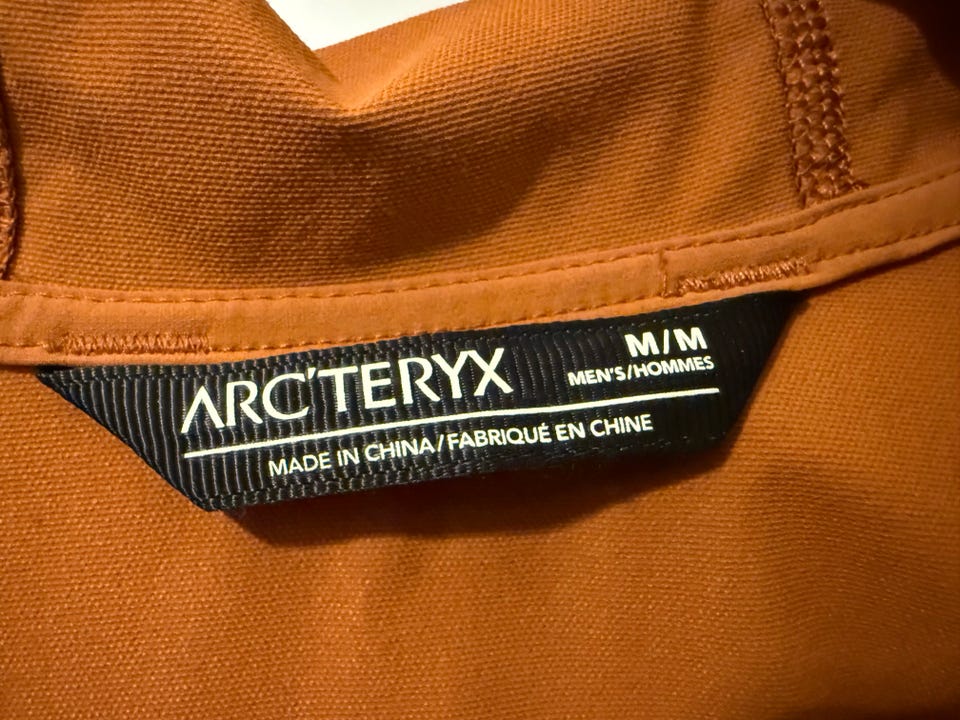 ARC'TERYX
M/M
MEN'S/HOMMES
MADE IN CHINA/FABRIQUÉ EN CHINE